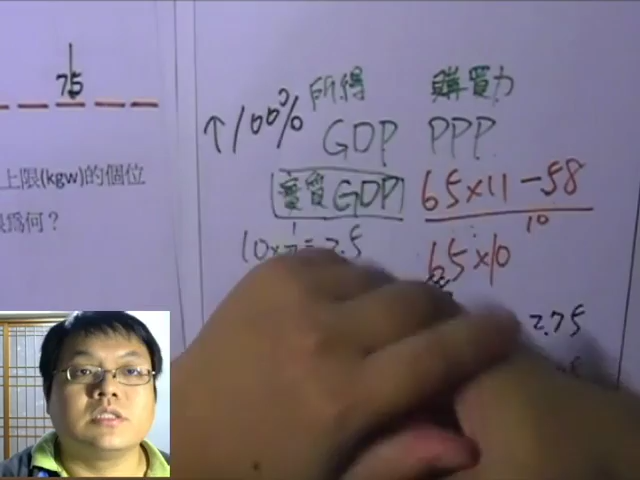 75
上限(kgw)的個位
為何？
所得 購買力
↑100% GDP PPP
實質GDP 65×11-58
10
65×10
2.75